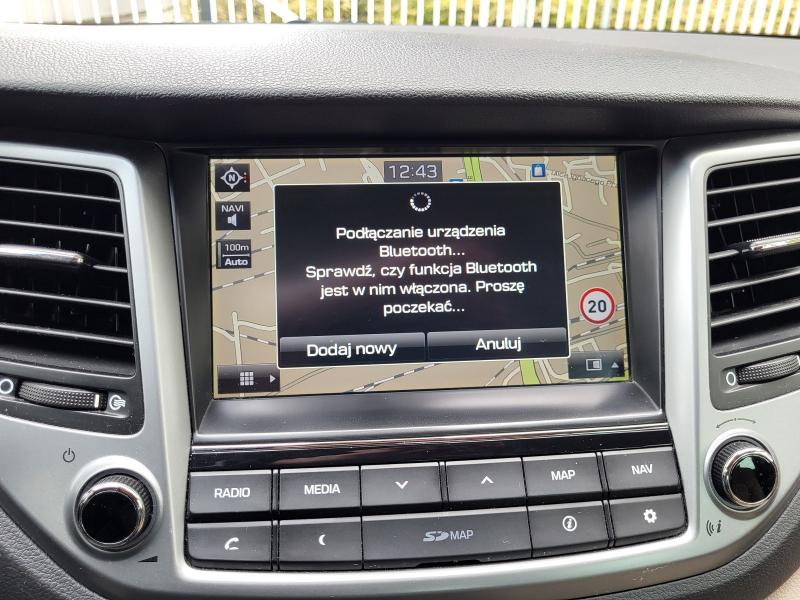 12:43
NAVI
100m
Auto
Podłączanie urządzenia
Bluetooth...
Sprawdź, czy funkcja Bluetooth
jest w nim włączona. Proszę
poczekać...
Dodaj nowy
Anuluj
20
RADIO
MEDIA
MAP
NAV
SD MAP